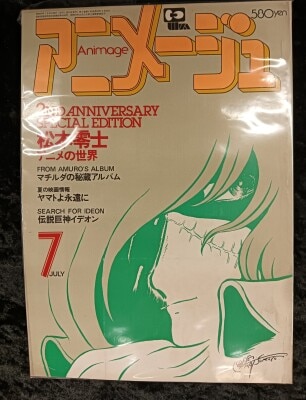 580yen
アニメージュ
Animage
2ND ANNIVERSARY
SPECIAL EDITION
松本零士
アニメの世界
FROM AMURO'S ALBUM
マチルダの秘蔵アルバム
夏の映画情報
ヤマトよ永遠に
SEARCH FOR IDEON
伝説巨神イデオン
7
JULY